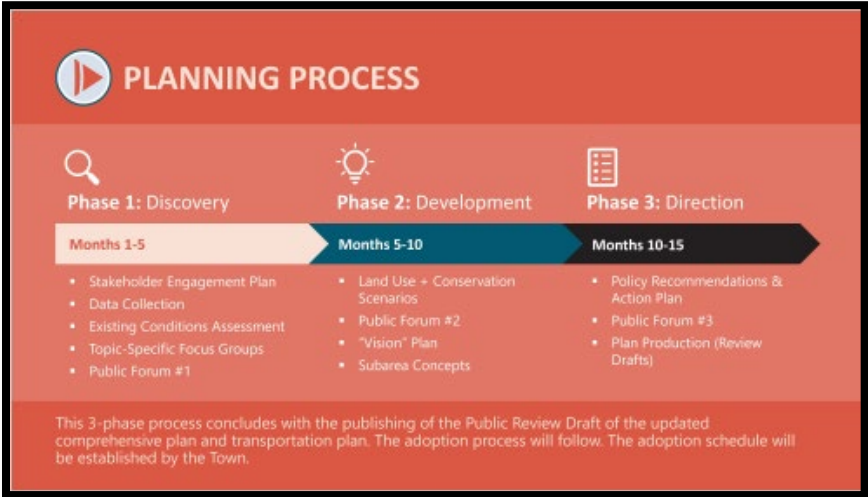 PLANNING PROCESS
Phase 1: Discovery
Months 1-5
▪ Stakeholder Engagement Plan
▪ Data Collection
▪ Existing Conditions Assessment
▪ Topic-Specific Focus Groups
▪ Public Forum #1
Phase 2: Development
Months 5-10
▪ Land Use + Conservation
Scenarios
▪ Public Forum #2
▪ "Vision" Plan
▪ Subarea Concepts
Phase 3: Direction
Months 10-15
▪ Policy Recommendations &
Action Plan
▪ Public Forum #3
▪ Plan Production (Review
Drafts)
This 3-phase process concludes with the publishing of the Public Review Draft of the updated
comprehensive plan and transportation plan. The adoption process will follow. The adoption schedule will
be established by the Town.